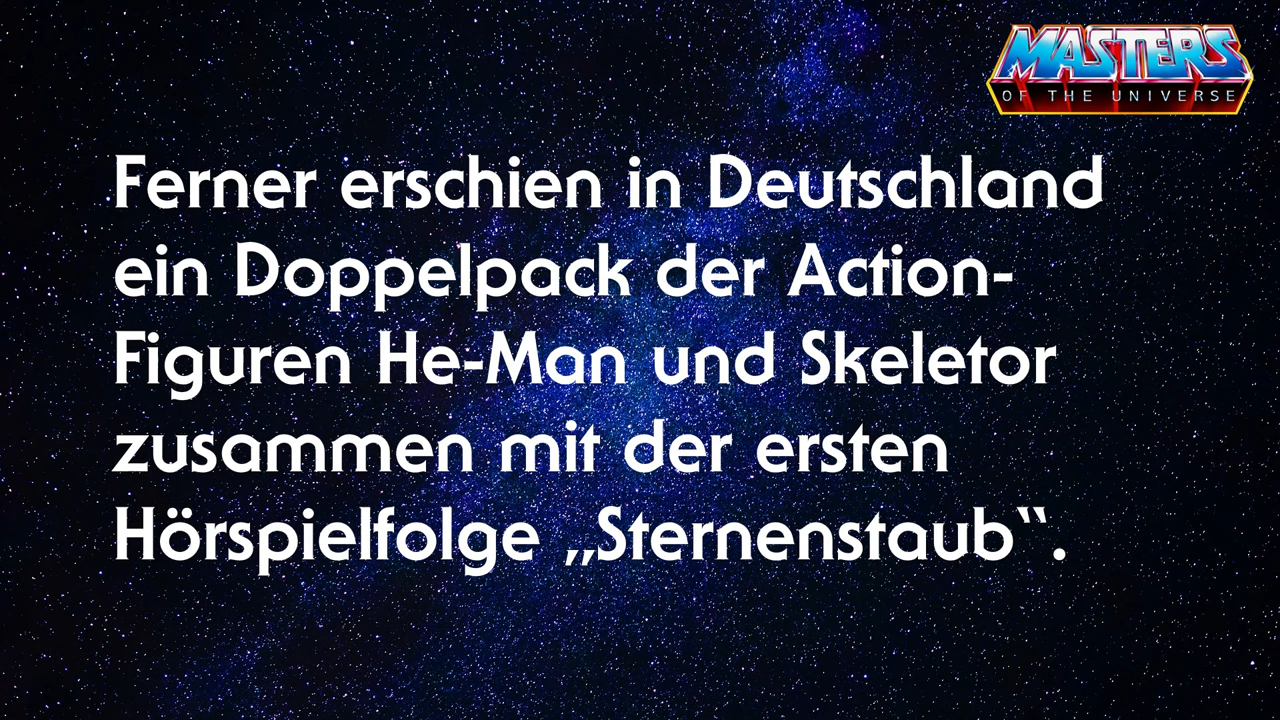 MASTERS
OF THE UNIVERSE
Ferner erschien in Deutschland
ein Doppelpack der Action-
Figuren He-Man und Skeletor
zusammen mit der ersten
Hörspielfolge „Sternenstaub“.